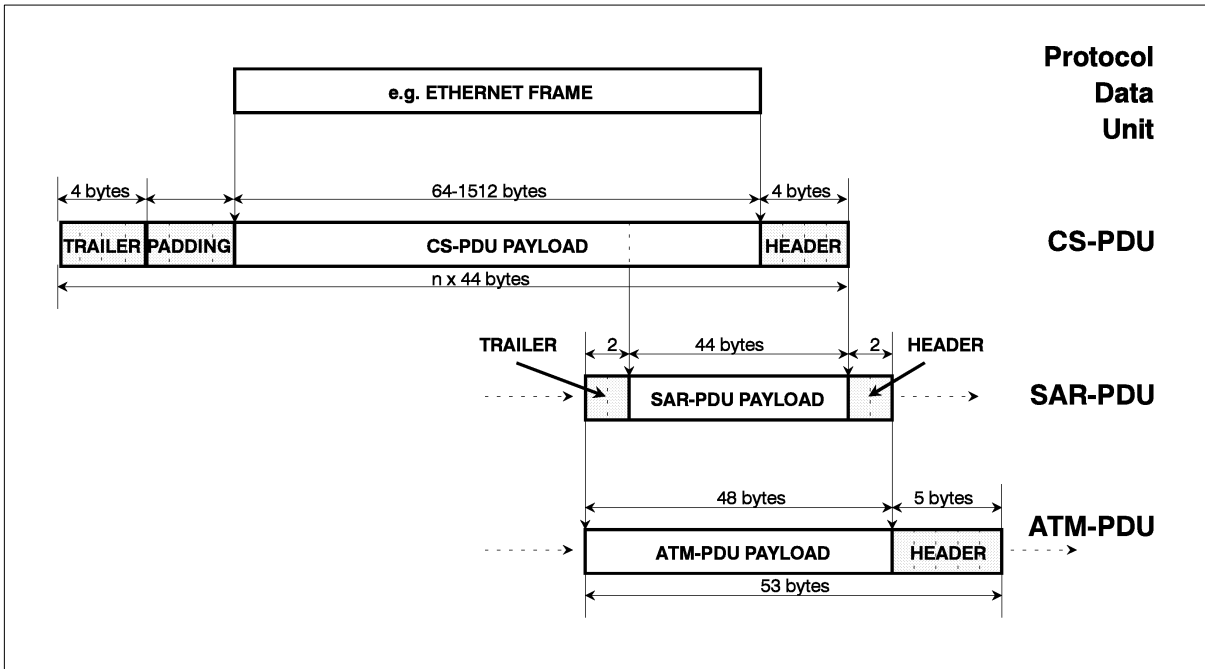 Protocol
Data
Unit
e.g. ETHERNET FRAME
4 bytes
64-1512 bytes
4 bytes
TRAILER
PADDING
CS-PDU PAYLOAD
HEADER
CS-PDU
n x 44 bytes
TRAILER
2
44 bytes
2
HEADER
SAR-PDU PAYLOAD
SAR-PDU
48 bytes
5 bytes
ATM-PDU
ATM-PDU PAYLOAD
HEADER
53 bytes